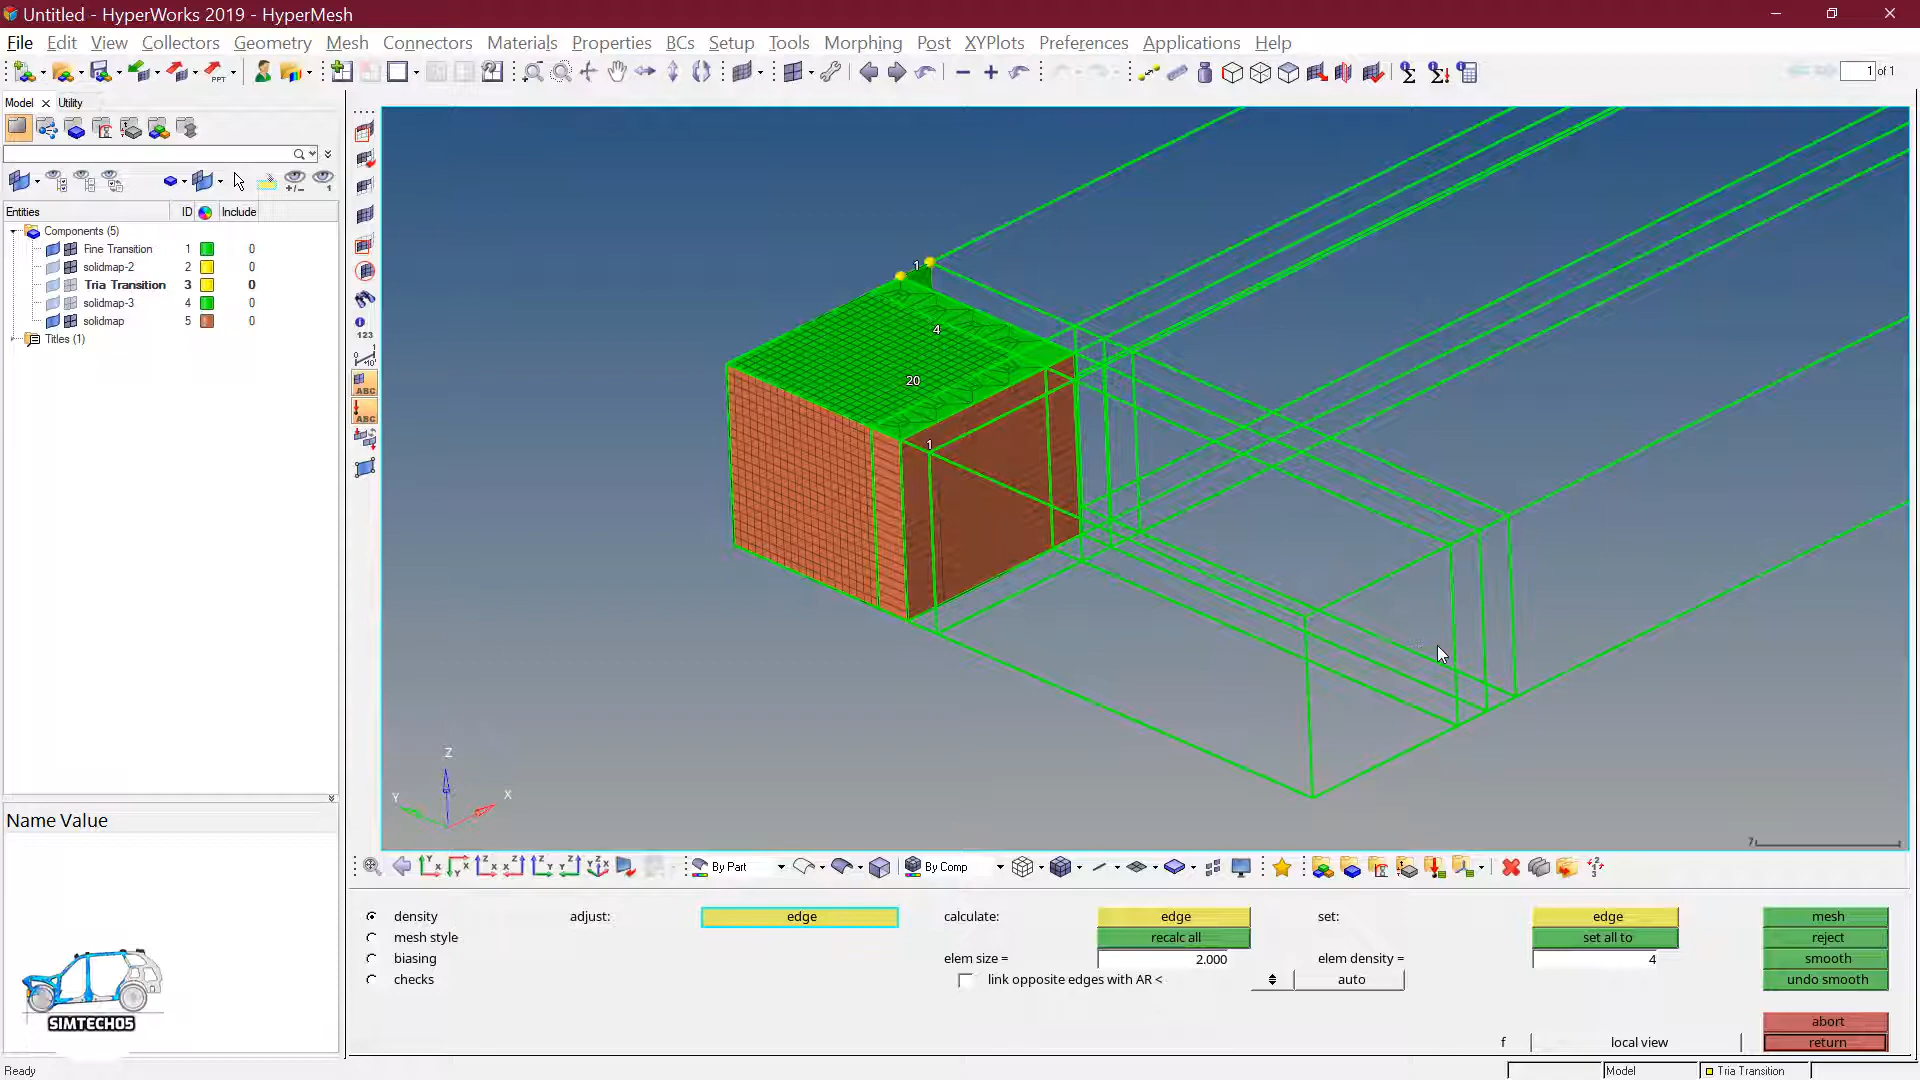 Untitled - HyperWorks 2019 - HyperMesh
File Edit View Collectors Geometry Mesh Connectors Materials Properties BCs Setup Tools Morphing Post XYPlots Preferences Applications Help
1 of 1
Model Utility
Entities ID Include
Components (5)
Fine Transition 1 0
solidmap-2 2 0
Tria Transition 3 0
solidmap-3 4 0
solidmap 5 0
Titles (1)
123
ABC
ABC
1
4
20
1
Z
Y
X
7
Name Value
By Part
By Comp
density
mesh style
biasing
checks
adjust: edge
calculate: edge
recalc all
elem size = 2.000
link opposite edges with AR <
auto
set: edge
set all to
elem density = 4
mesh
reject
smooth
undo smooth
abort
return
f local view
SIMTECH05
Ready
Model
Tria Transition